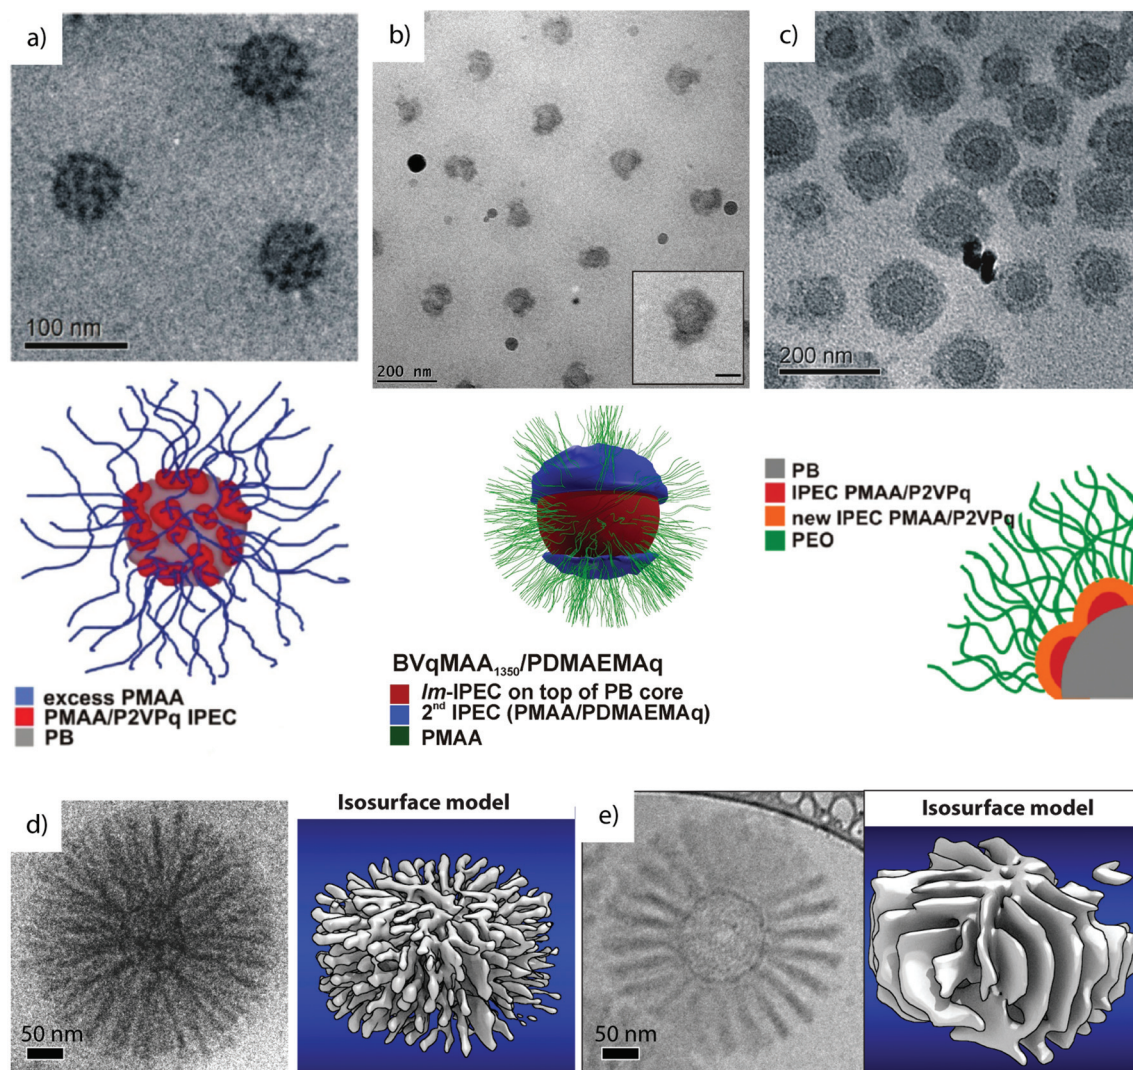 a)
100 nm
b)
200 nm
c)
200 nm
excess PMAA
PMAA/P2VPq IPEC
PB
BVqMAA₁₃₅₀/PDMAEMAq
Im-IPEC on top of PB core
2ⁿᵈ IPEC (PMAA/PDMAEMAq)
PMAA
PB
IPEC PMAA/P2VPq
new IPEC PMAA/P2VPq
PEO
d)
50 nm
Isosurface model
e)
50 nm
Isosurface model